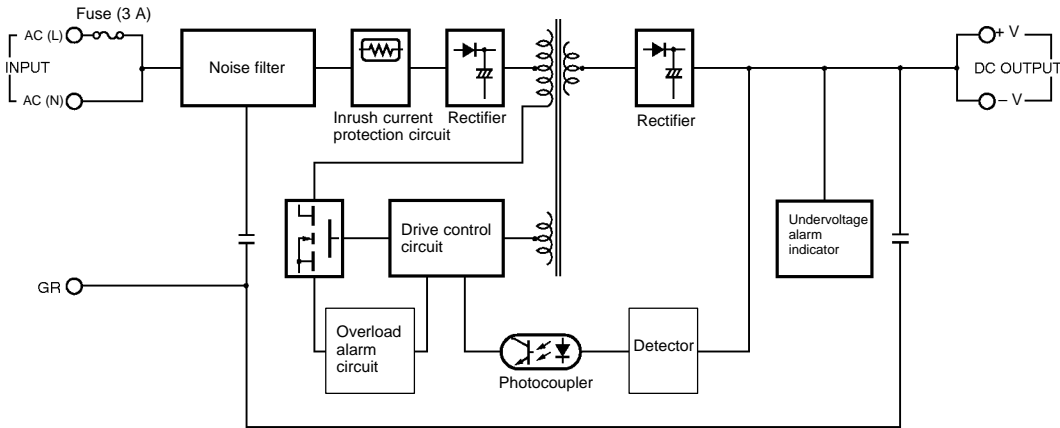 Fuse (3 A)
AC (L)
INPUT
AC (N)
Noise filter
Inrush current
protection circuit
Rectifier
Rectifier
+ V
DC OUTPUT
– V
Drive control
circuit
Undervoltage
alarm
indicator
GR
Overload
alarm
circuit
Photocoupler
Detector